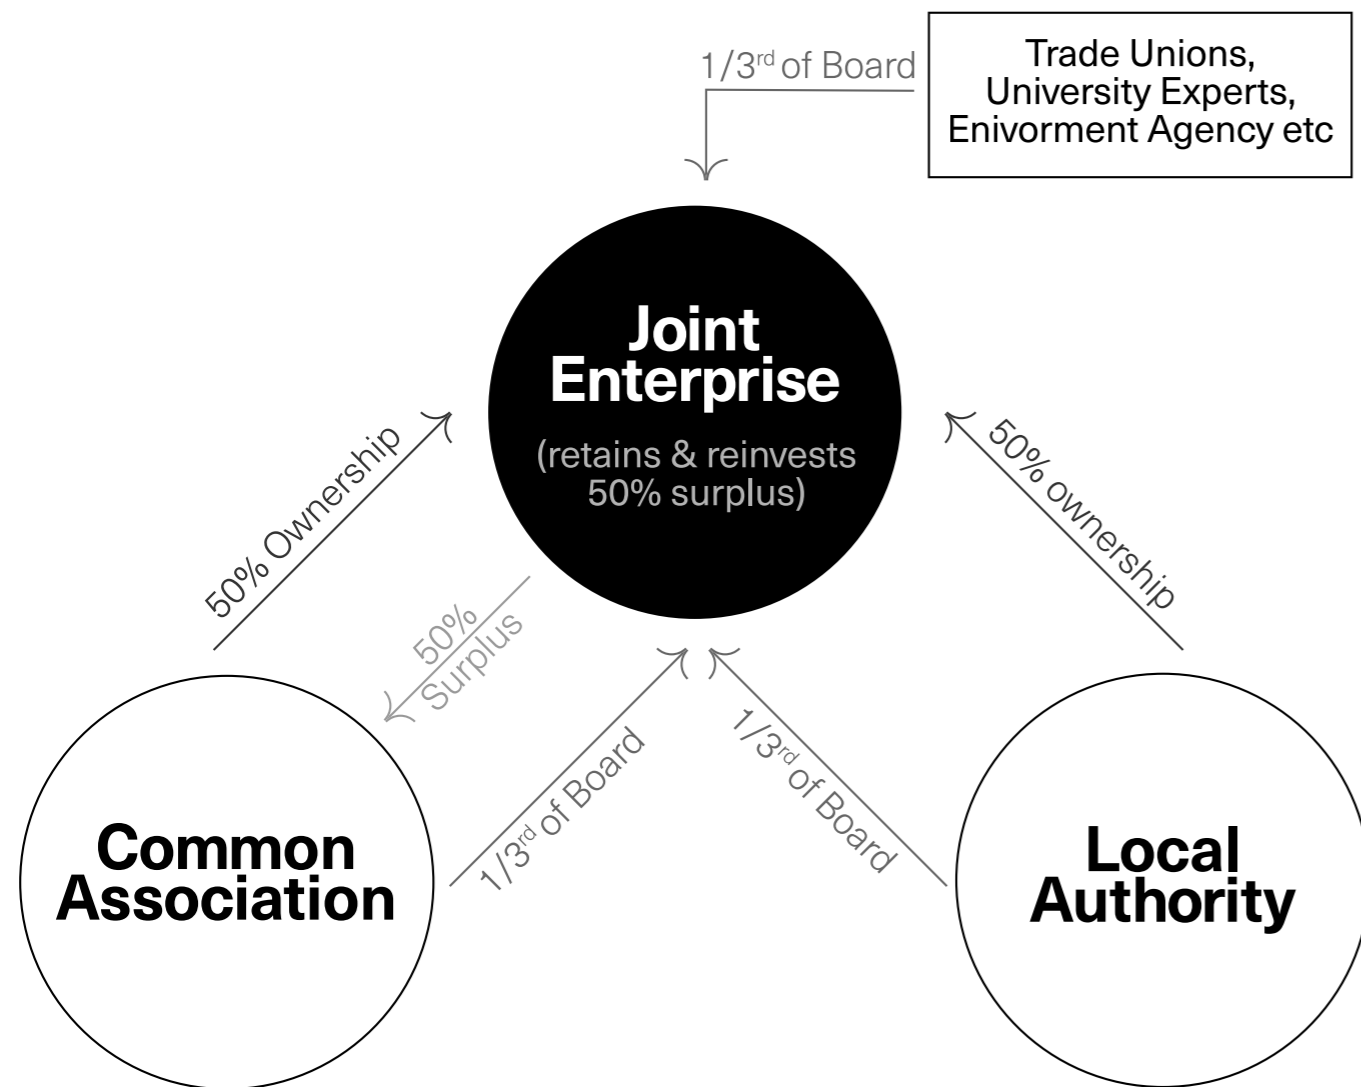 1/3rd of Board
Trade Unions,
University Experts,
Enivorment Agency etc
Joint
Enterprise
(retains & reinvests
50% surplus)
50% Ownership
50% ownership
50%
Surplus
1/3rd of Board
1/3rd of Board
Common
Association
Local
Authority